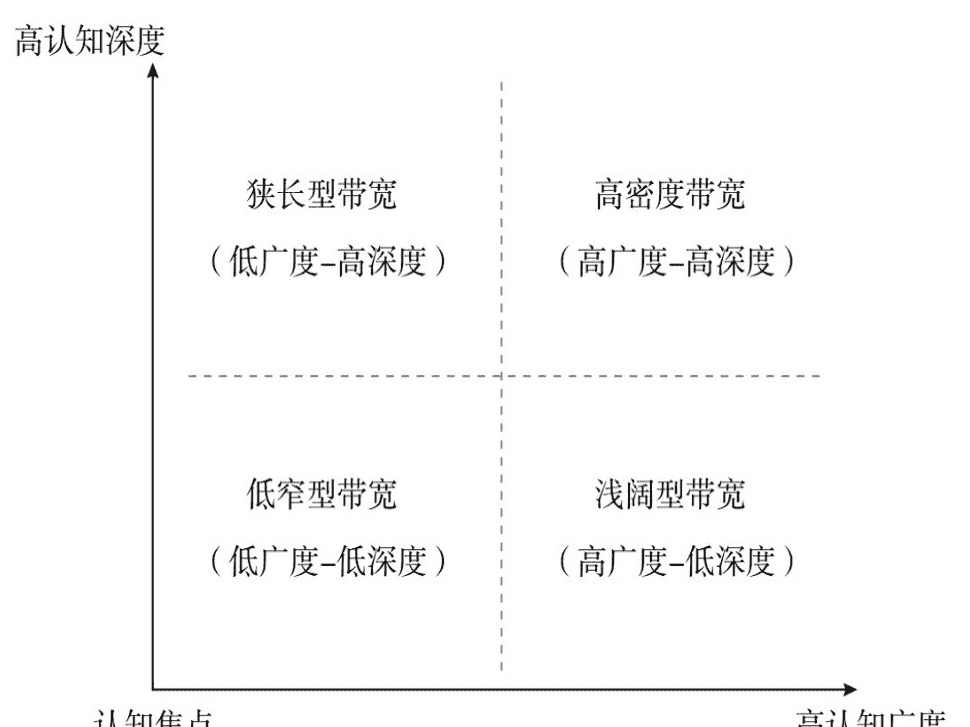 高认知深度
狭长型带宽
高密度带宽
（低广度–高深度）
（高广度–高深度）
低窄型带宽
浅阔型带宽
（低广度–低深度）
（高广度–低深度）
认知焦点
高认知广度